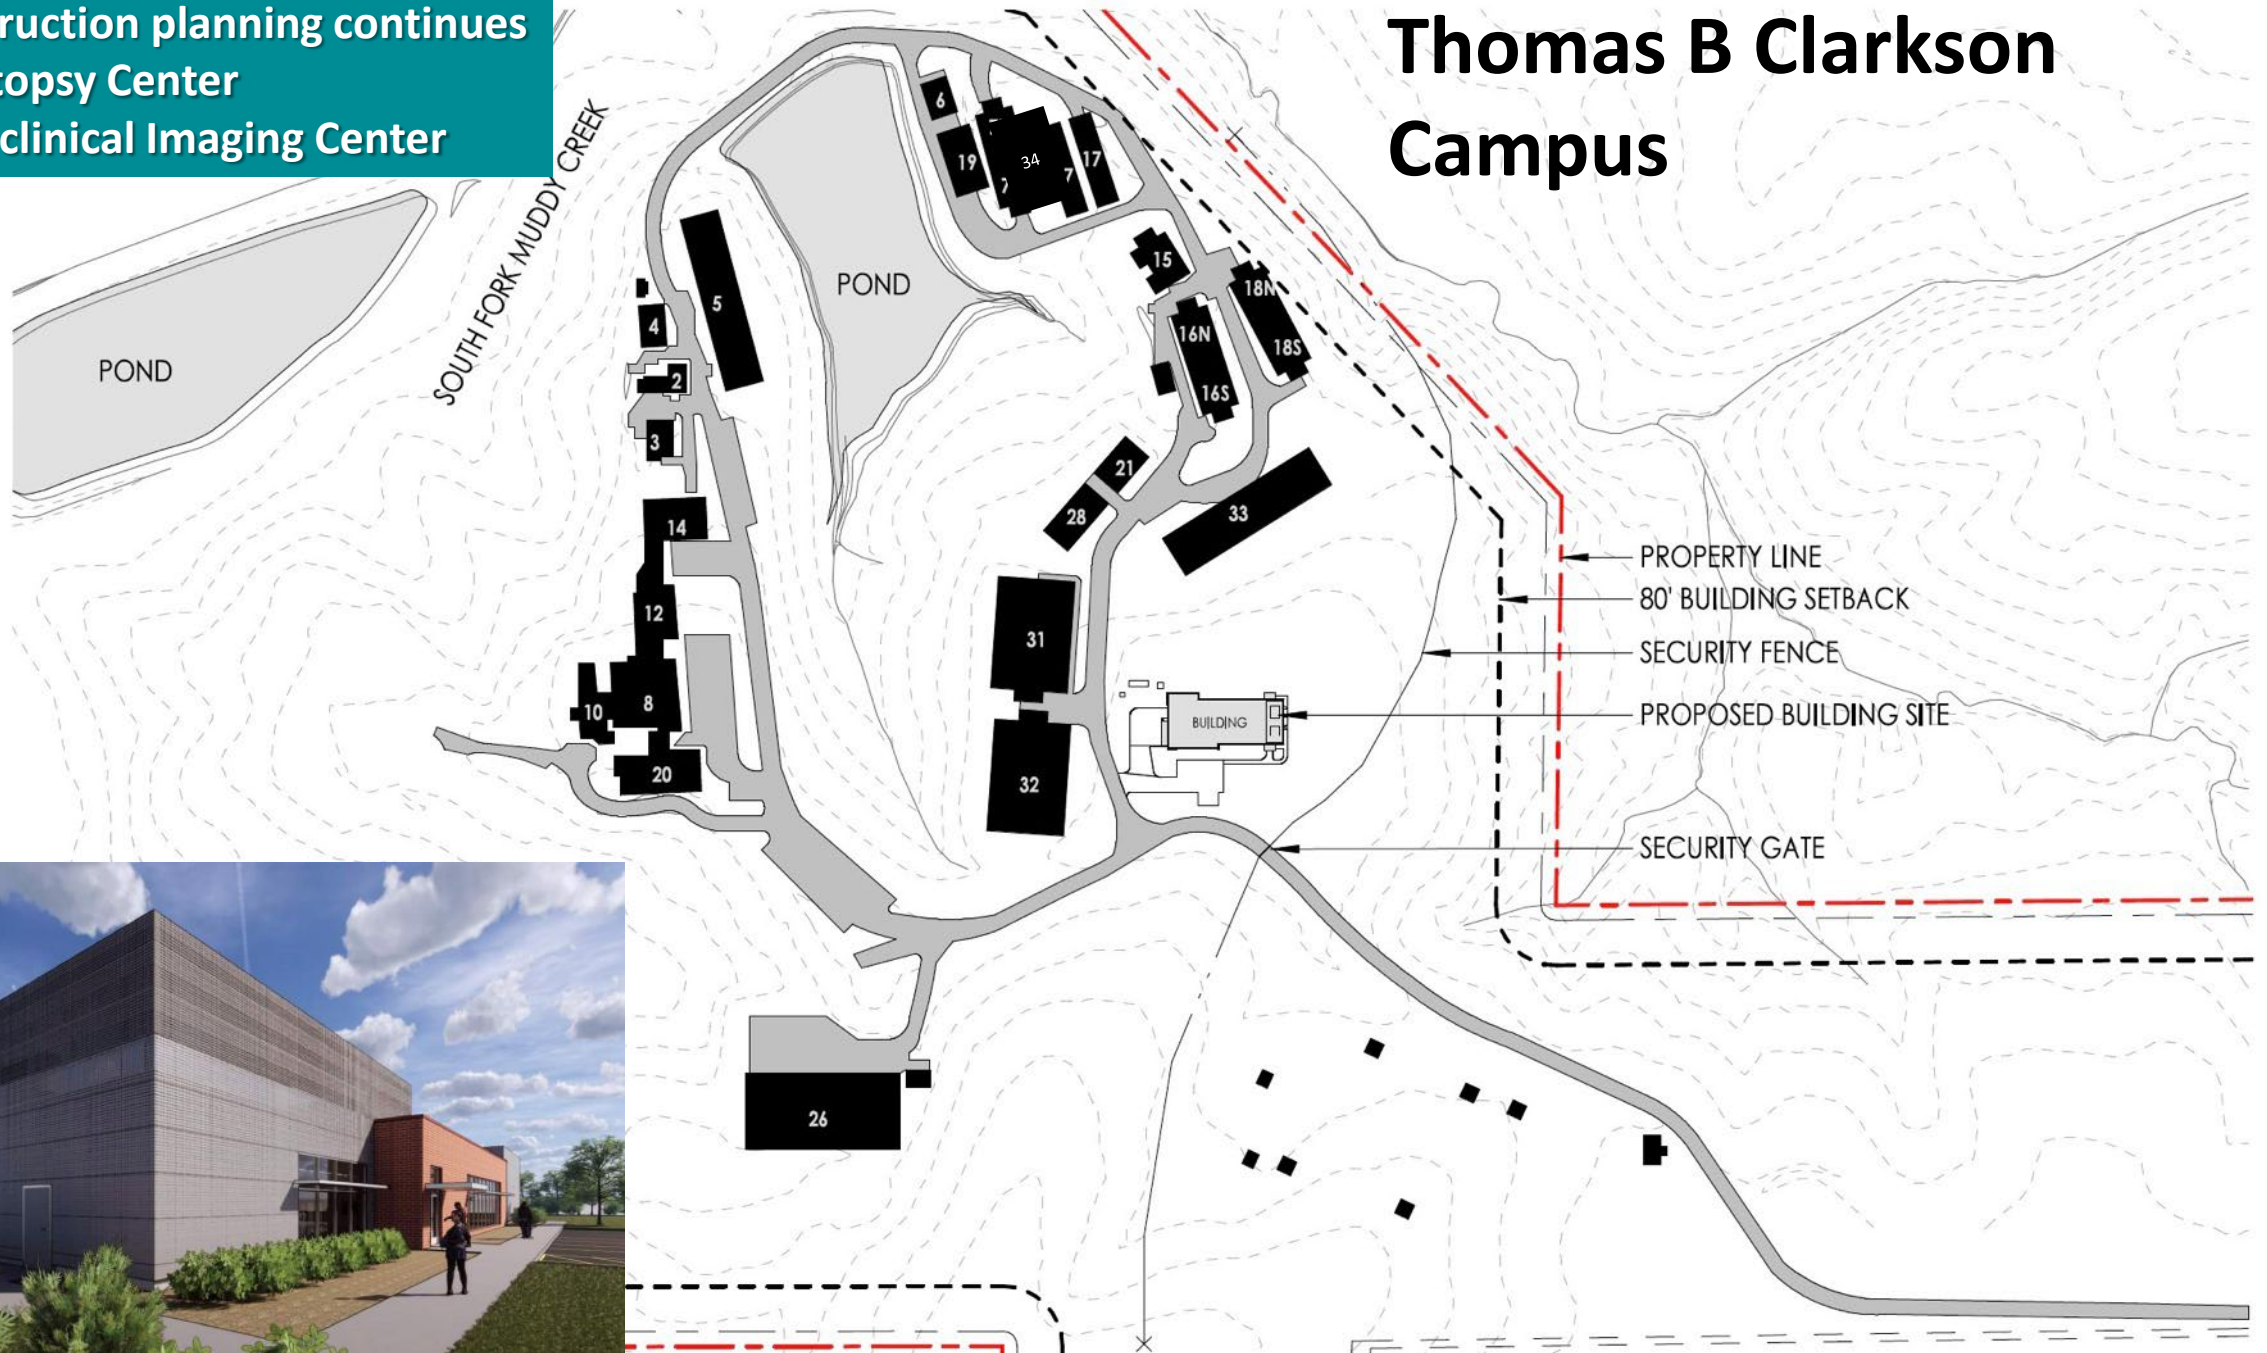 ruction planning continues
topsy Center
clinical Imaging Center
Thomas B Clarkson
Campus
SOUTH FORK MUDDY CREEK
POND
POND
6
19
34
7
7
17
15
18N
18S
16N
16S
5
4
2
3
21
28
33
14
12
10
8
20
31
32
BUILDING
26
PROPERTY LINE
80' BUILDING SETBACK
SECURITY FENCE
PROPOSED BUILDING SITE
SECURITY GATE